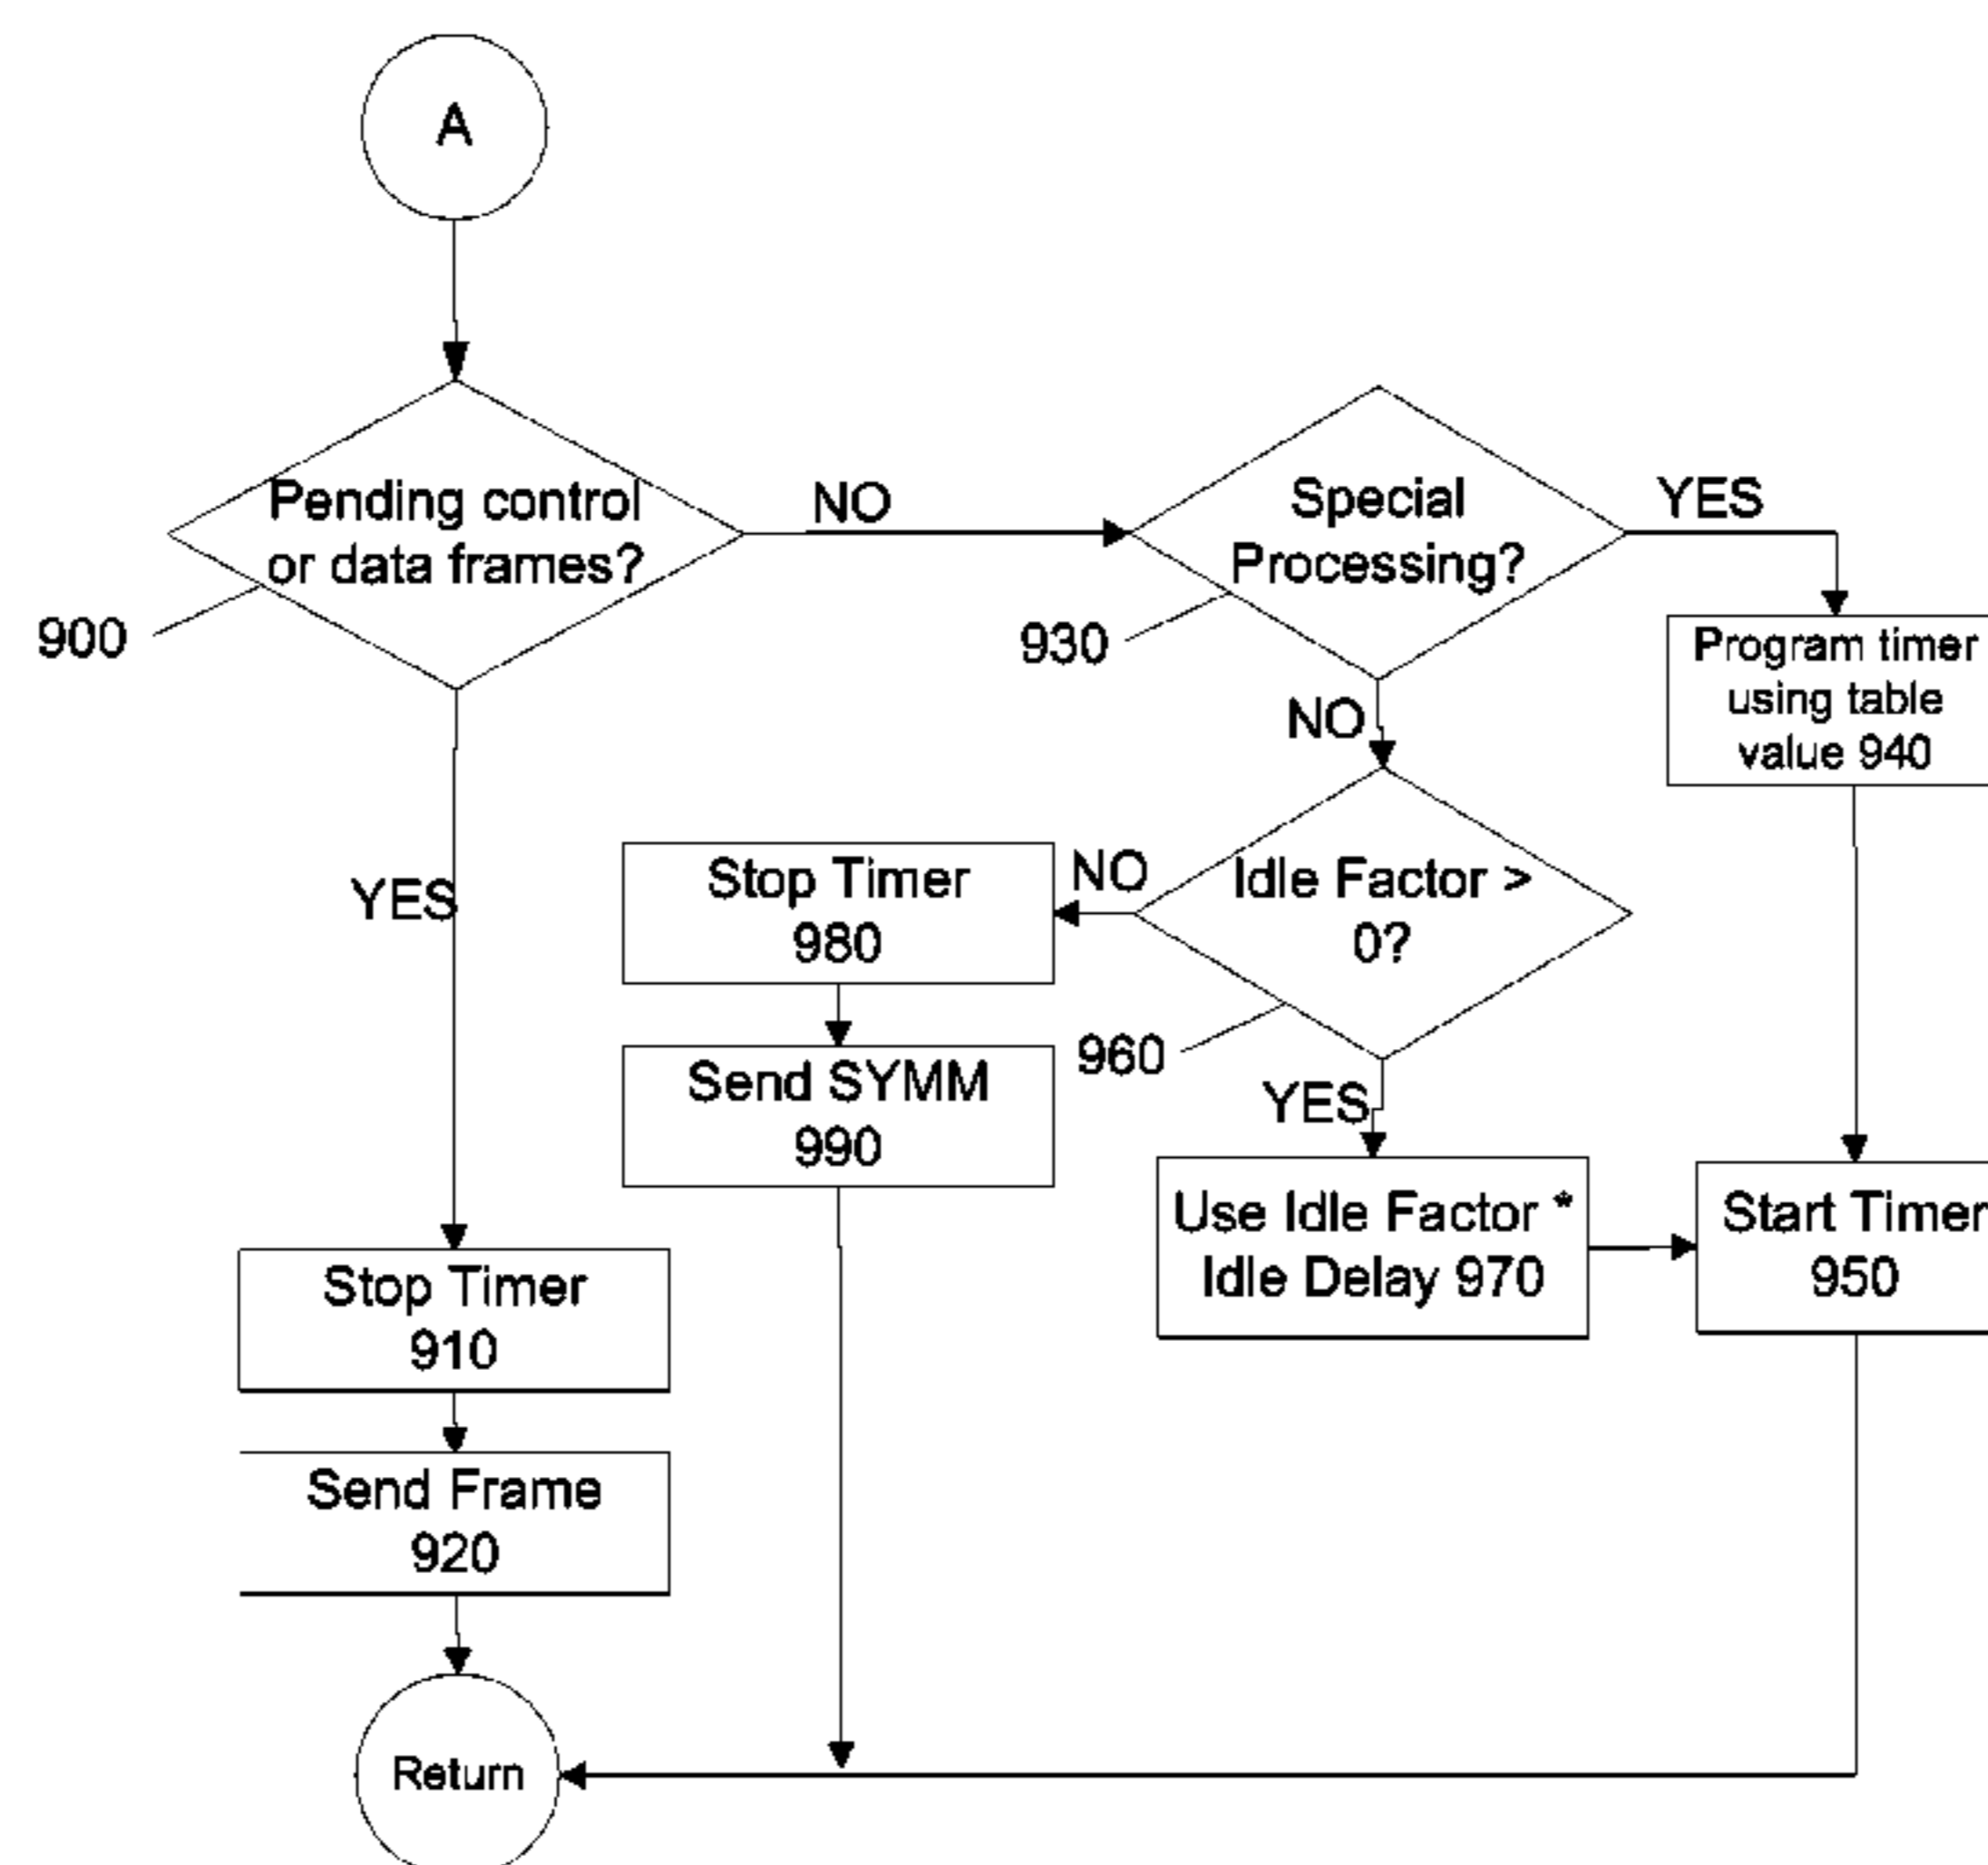 A
Pending control
or data frames?
900
NO
Special
Processing?
930
YES
Program timer
using table
value 940
NO
Idle Factor >
0?
960
NO
Stop Timer
980
Send SYMM
990
YES
Use Idle Factor *
Idle Delay 970
Start Timer
950
YES
Stop Timer
910
Send Frame
920
Return